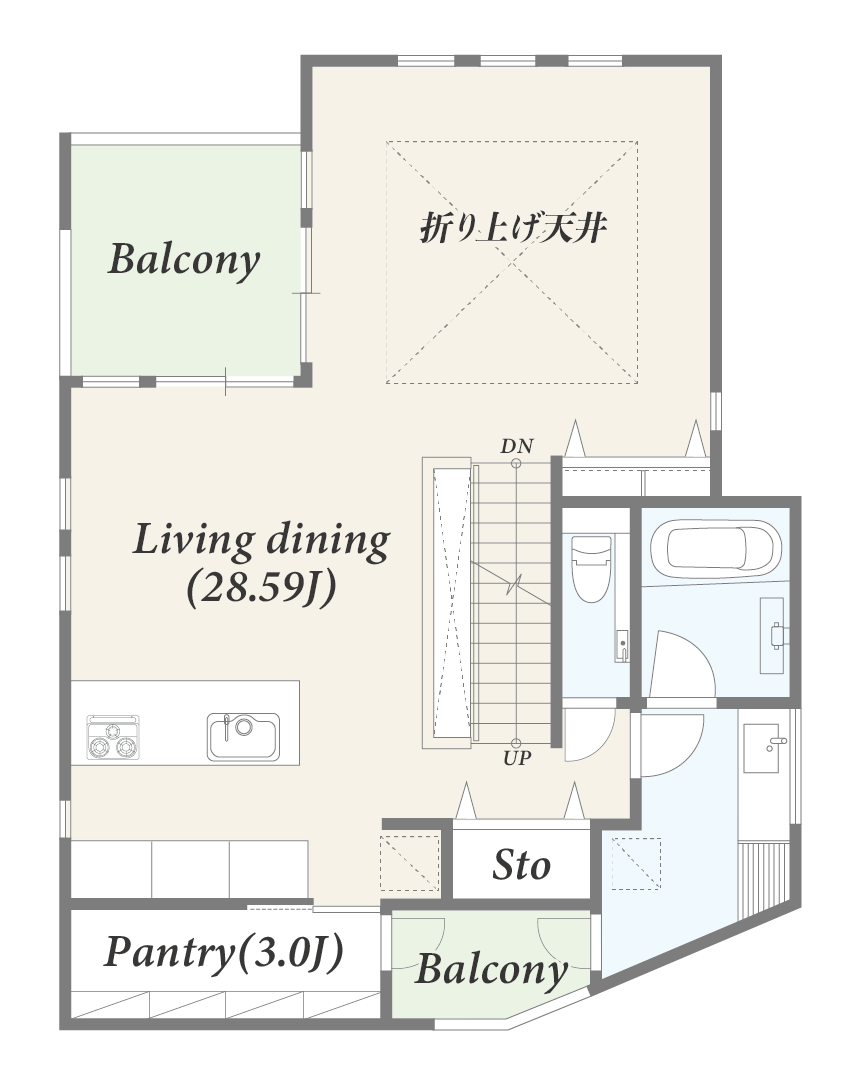 折り上げ天井
Balcony
DN
Living dining
(28.59J)
UP
Sto
Pantry(3.0J)
Balcony